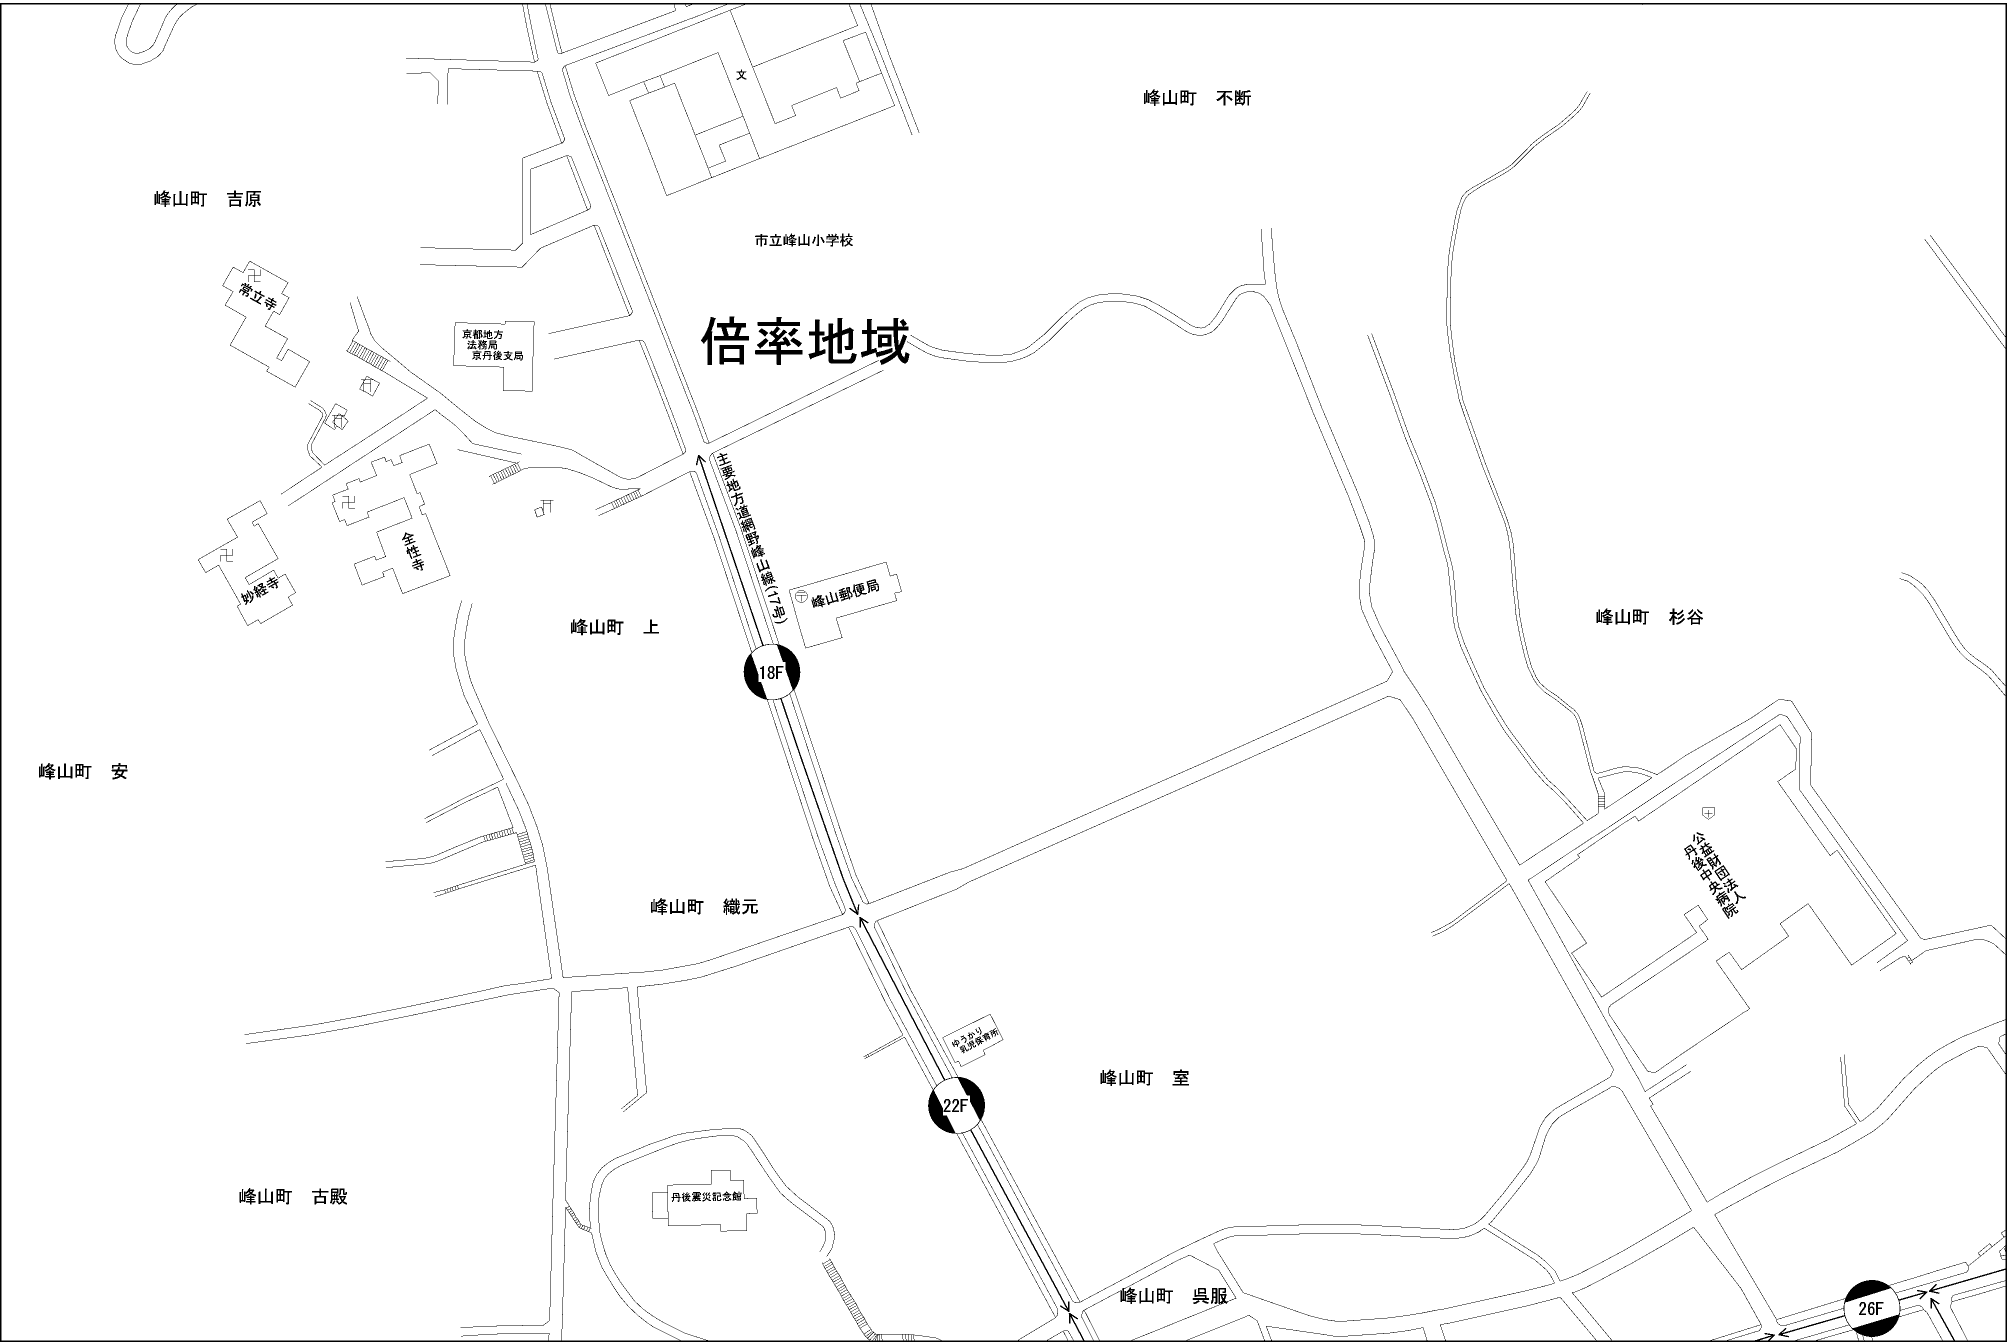 文
峰山町　不断
峰山町　吉原
市立峰山小学校
常立寺
倍率地域
京都地方
法務局
京丹後支局
主要地方道網野峰山線(17号)
全性寺
妙経寺
峰山郵便局
峰山町　上
峰山町　杉谷
18F
峰山町　安
公益財団法人
丹後中央病院
峰山町　織元
ゆうかり
乳児保育所
峰山町　室
22F
峰山町　古殿
丹後震災記念館
峰山町　呉服
26F